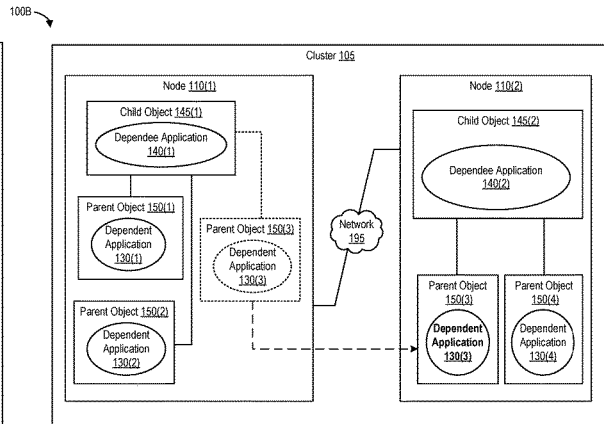 100B
Cluster 105
Node 110(1)
Child Object 145(1)
Dependee Application
140(1)
Parent Object 150(1)
Dependent
Application
130(1)
Parent Object 150(2)
Dependent
Application
130(2)
Parent Object 150(3)
Dependent
Application
130(3)
Network
195
Node 110(2)
Child Object 145(2)
Dependee Application
140(2)
Parent Object
150(3)
Dependent
Application
130(3)
Parent Object
150(4)
Dependent
Application
130(4)